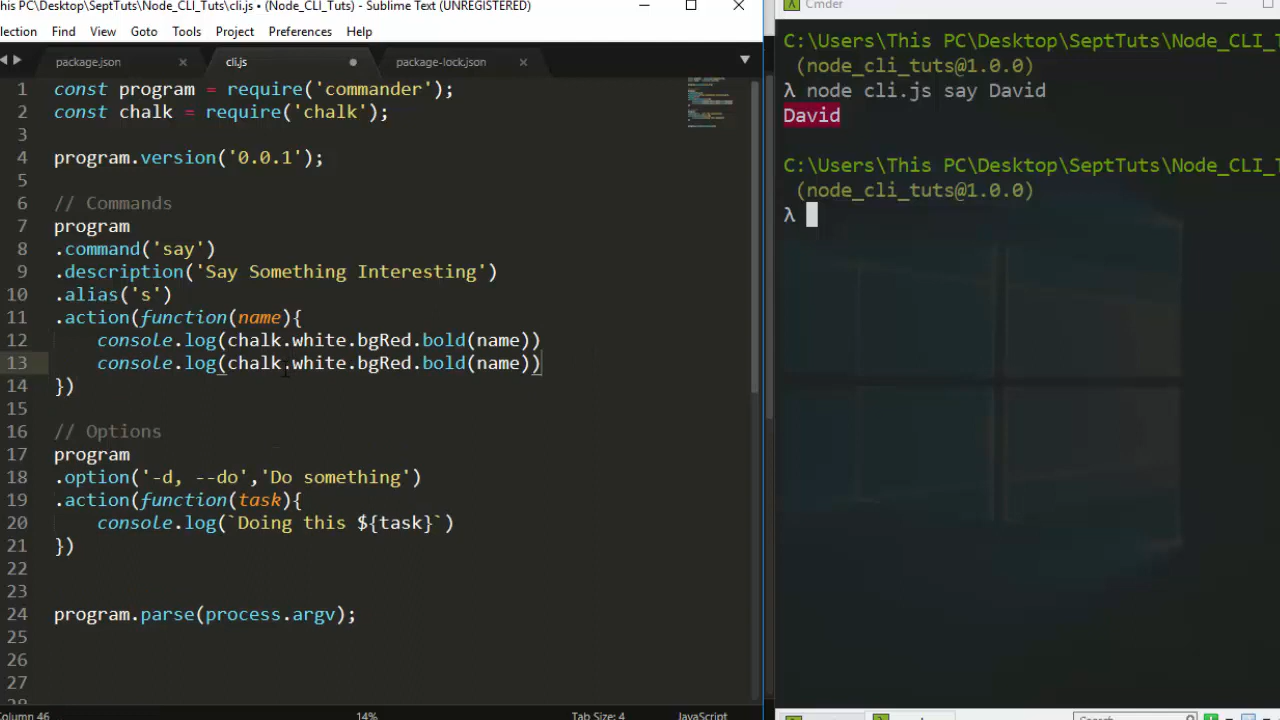 his PC\Desktop\SeptTuts\Node_CLI_Tuts\cli.js • (Node_CLI_Tuts) - Sublime Text (UNREGISTERED)
lection Find View Goto Tools Project Preferences Help
package.json cli.js package-lock.json
1 const program = require('commander');
2 const chalk = require('chalk');
3
4 program.version('0.0.1');
5
6 // Commands
7 program
8 .command('say')
9 .description('Say Something Interesting')
10 .alias('s')
11 .action(function(name){
12 console.log(chalk.white.bgRed.bold(name))
13 console.log(chalk.white.bgRed.bold(name))
14 })
15
16 // Options
17 program
18 .option('-d, --do','Do something')
19 .action(function(task){
20 console.log(`Doing this ${task}`)
21 })
22
23
24 program.parse(process.argv);
25
26
27
28
Column 46 14% Tab Size: 4 JavaScript
Cmder
C:\Users\This PC\Desktop\SeptTuts\Node_CLI_T
(node_cli_tuts@1.0.0)
λ node cli.js say David
David
C:\Users\This PC\Desktop\SeptTuts\Node_CLI_T
(node_cli_tuts@1.0.0)
λ
Search